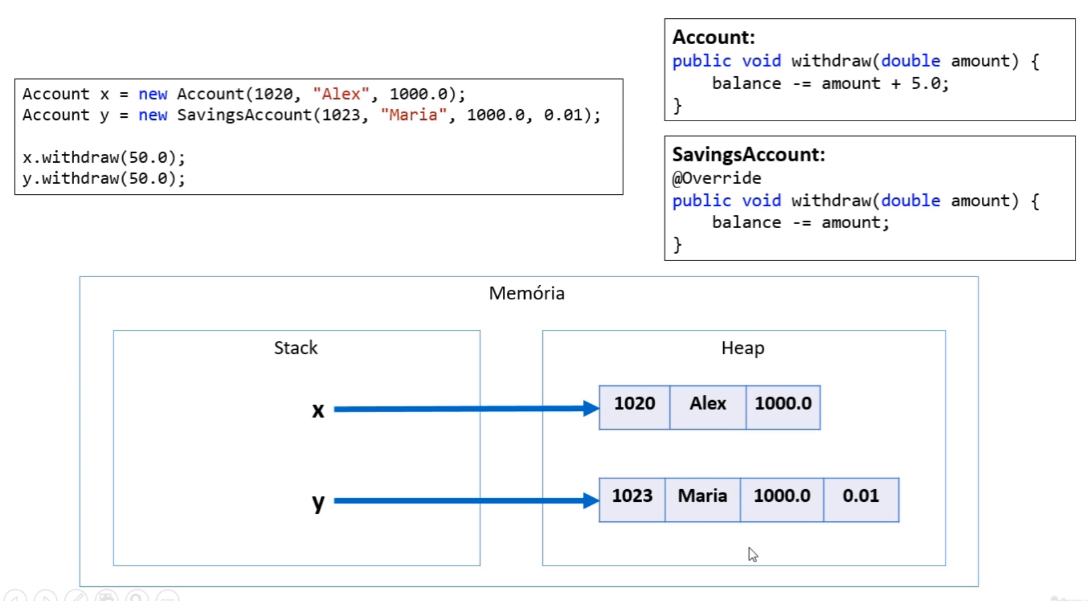 Account x = new Account(1020, "Alex", 1000.0);
Account y = new SavingsAccount(1023, "Maria", 1000.0, 0.01);
x.withdraw(50.0);
y.withdraw(50.0);
Account:
public void withdraw(double amount) {
balance -= amount + 5.0;
}
SavingsAccount:
@Override
public void withdraw(double amount) {
balance -= amount;
}
Memória
Stack
Heap
x
1020 Alex 1000.0
y
1023 Maria 1000.0 0.01